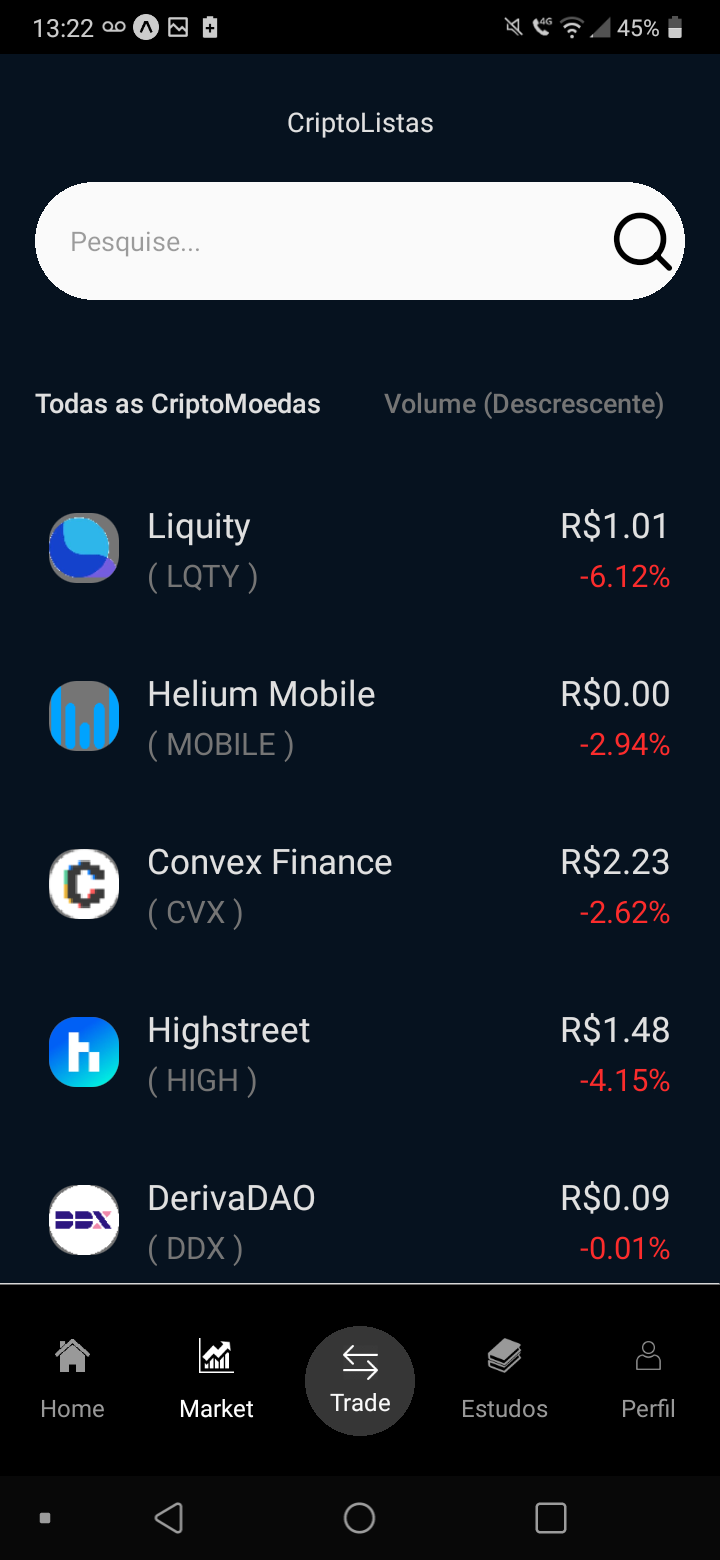 13:22 4G 45%
CriptoListas
Pesquise...
Todas as CriptoMoedas Volume (Descrescente)
Liquity R$1.01
( LQTY ) -6.12%
Helium Mobile R$0.00
( MOBILE ) -2.94%
Convex Finance R$2.23
( CVX ) -2.62%
Highstreet R$1.48
( HIGH ) -4.15%
DerivaDAO R$0.09
DDX
( DDX ) -0.01%
Home Market Trade Estudos Perfil